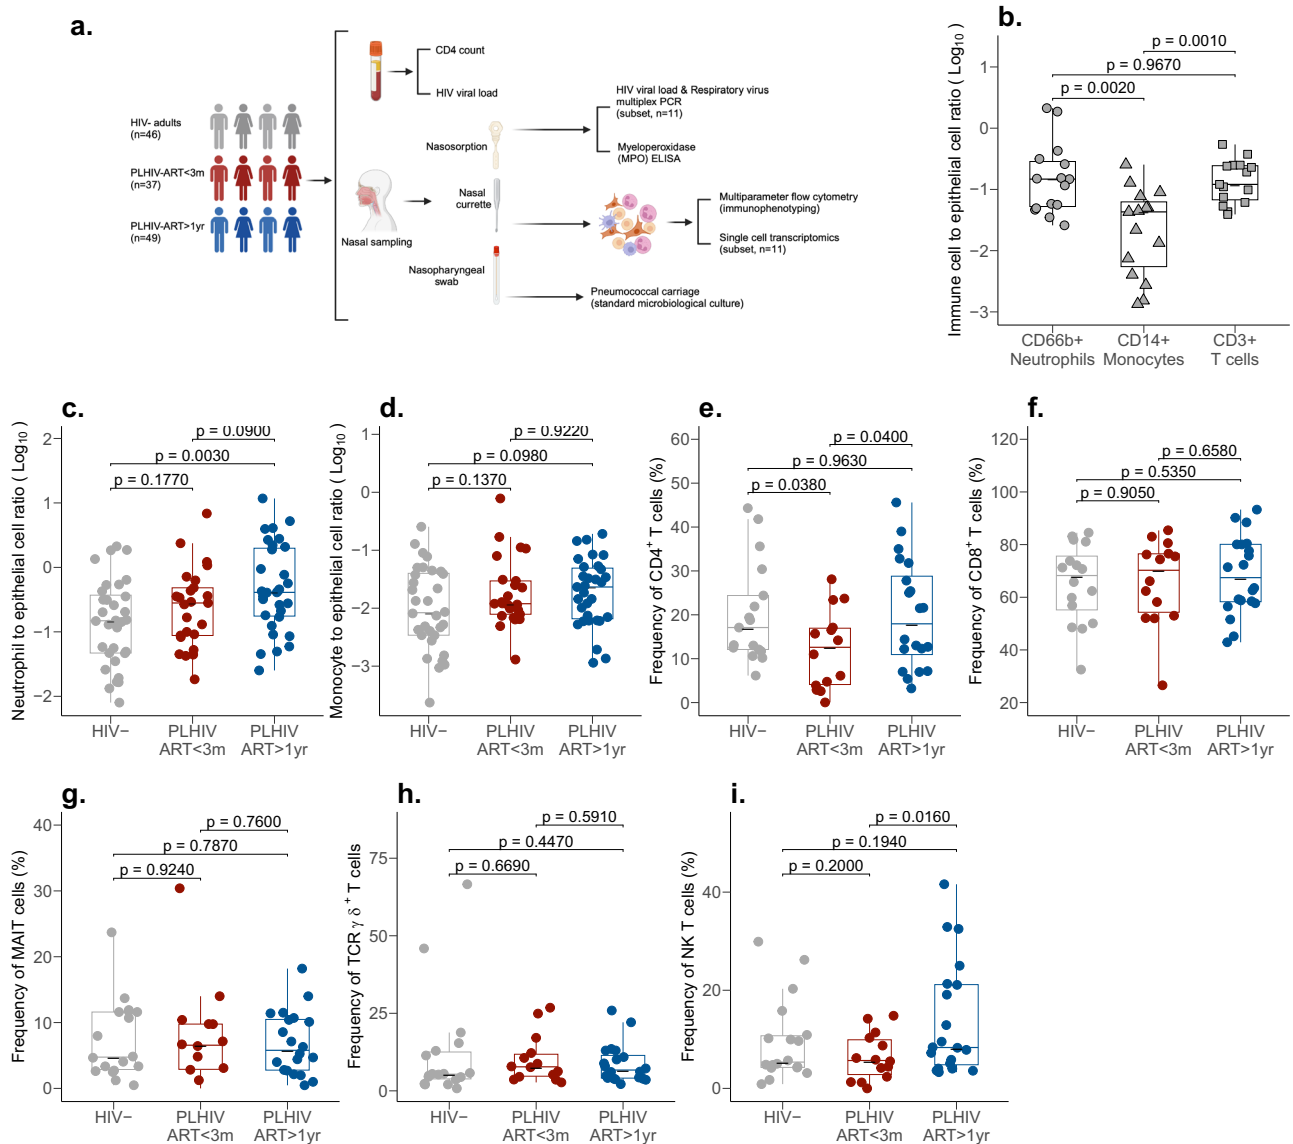 a.
HIV- adults
(n=46)
PLHIV-ART<3m
(n=37)
PLHIV-ART>1yr
(n=49)
Nasal sampling
CD4 count
HIV viral load
Nasosorption
HIV viral load & Respiratory virus
multiplex PCR
(subset, n=11)
Myeloperoxidase
(MPO) ELISA
Nasal
currette
Multiparameter flow cytometry
(immunophenotyping)
Single cell transcriptomics
(subset, n=11)
Nasopharyngeal
swab
Pneumococcal carriage
(standard microbiological culture)
b.
Immune cell to epithelial cell ratio ( Log10 )
1
0
−1
−2
−3
p = 0.0010
p = 0.9670
p = 0.0020
CD66b+
Neutrophils
CD14+
Monocytes
CD3+
T cells
c.
Neutrophil to epithelial cell ratio ( Log10 )
2
1
0
−1
−2
p = 0.0900
p = 0.0030
p = 0.1770
HIV−
PLHIV
ART<3m
PLHIV
ART>1yr
d.
Monocyte to epithelial cell ratio ( Log10 )
1
0
−1
−2
−3
p = 0.9220
p = 0.0980
p = 0.1370
HIV−
PLHIV
ART<3m
PLHIV
ART>1yr
e.
Frequency of CD4+ T cells (%)
60
50
40
30
20
10
0
p = 0.0400
p = 0.9630
p = 0.0380
HIV−
PLHIV
ART<3m
PLHIV
ART>1yr
f.
Frequency of CD8+ T cells (%)
120
100
80
60
40
20
p = 0.6580
p = 0.5350
p = 0.9050
HIV−
PLHIV
ART<3m
PLHIV
ART>1yr
g.
Frequency of MAIT cells (%)
40
30
20
10
0
p = 0.7600
p = 0.7870
p = 0.9240
HIV−
PLHIV
ART<3m
PLHIV
ART>1yr
h.
Frequency of TCR γ δ + T cells
75
50
25
0
p = 0.5910
p = 0.4470
p = 0.6690
HIV−
PLHIV
ART<3m
PLHIV
ART>1yr
i.
Frequency of NK T cells (%)
40
20
0
p = 0.0160
p = 0.1940
p = 0.2000
HIV−
PLHIV
ART<3m
PLHIV
ART>1yr